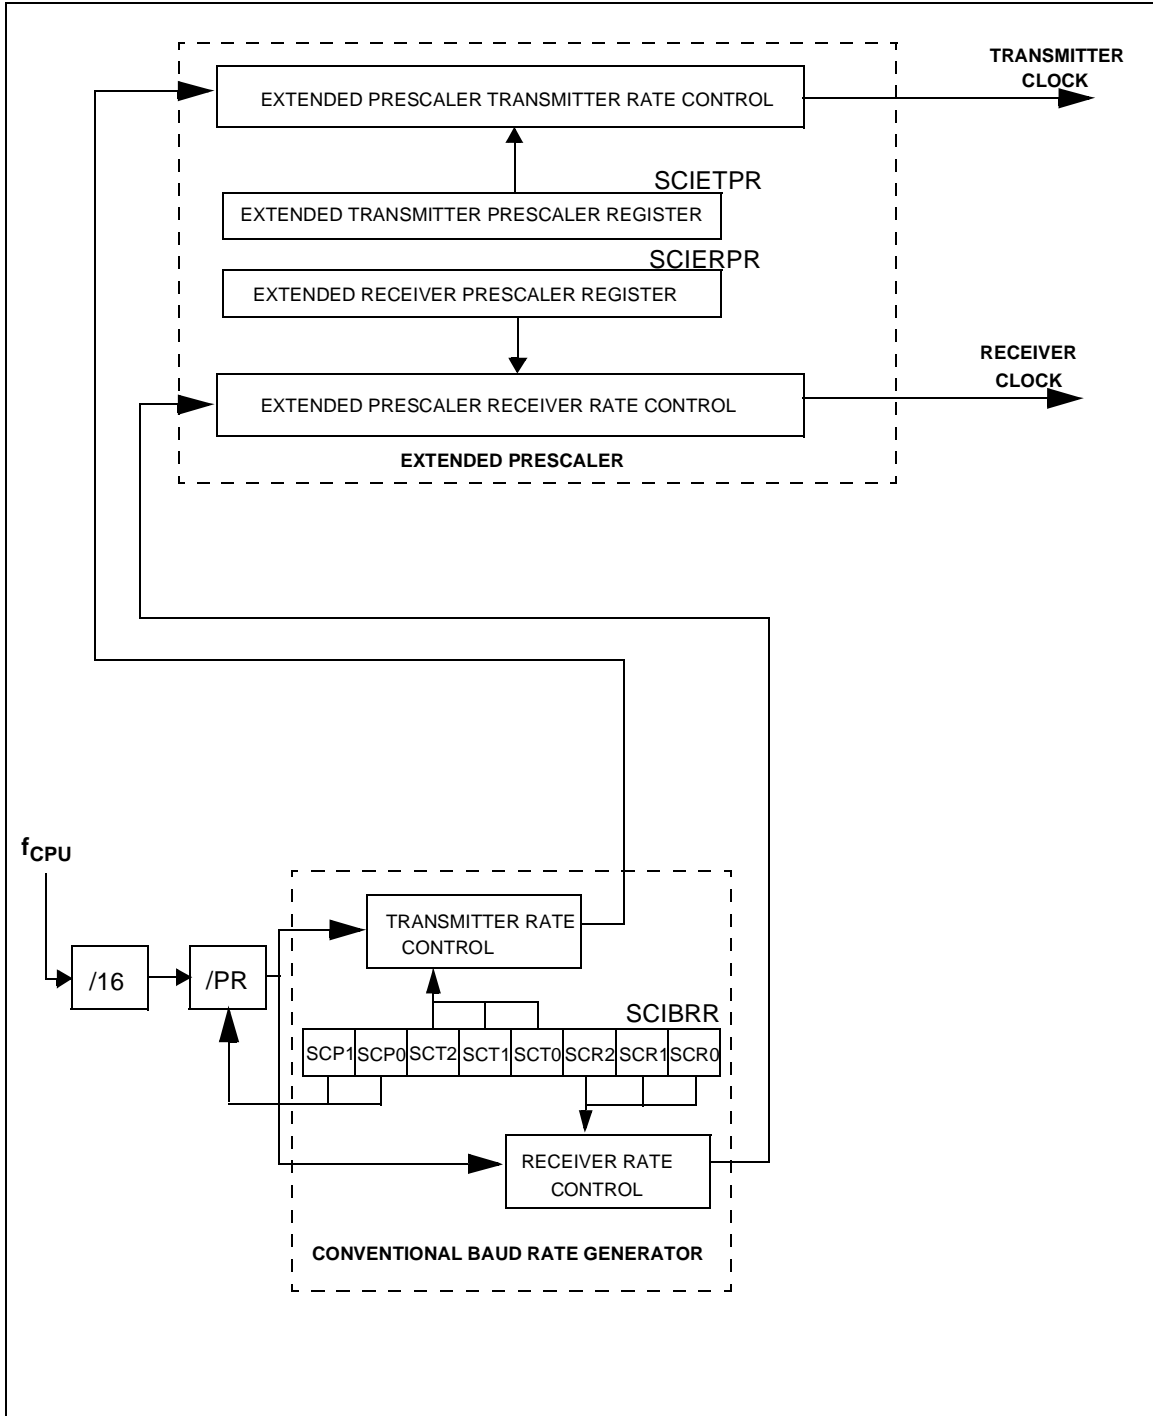 TRANSMITTER
CLOCK
EXTENDED PRESCALER TRANSMITTER RATE CONTROL
SCIETPR
EXTENDED TRANSMITTER PRESCALER REGISTER
SCIERPR
EXTENDED RECEIVER PRESCALER REGISTER
RECEIVER
CLOCK
EXTENDED PRESCALER RECEIVER RATE CONTROL
EXTENDED PRESCALER
fCPU
TRANSMITTER RATE
CONTROL
/16
/PR
SCIBRR
SCP1 SCP0 SCT2 SCT1 SCT0 SCR2 SCR1 SCR0
RECEIVER RATE
CONTROL
CONVENTIONAL BAUD RATE GENERATOR